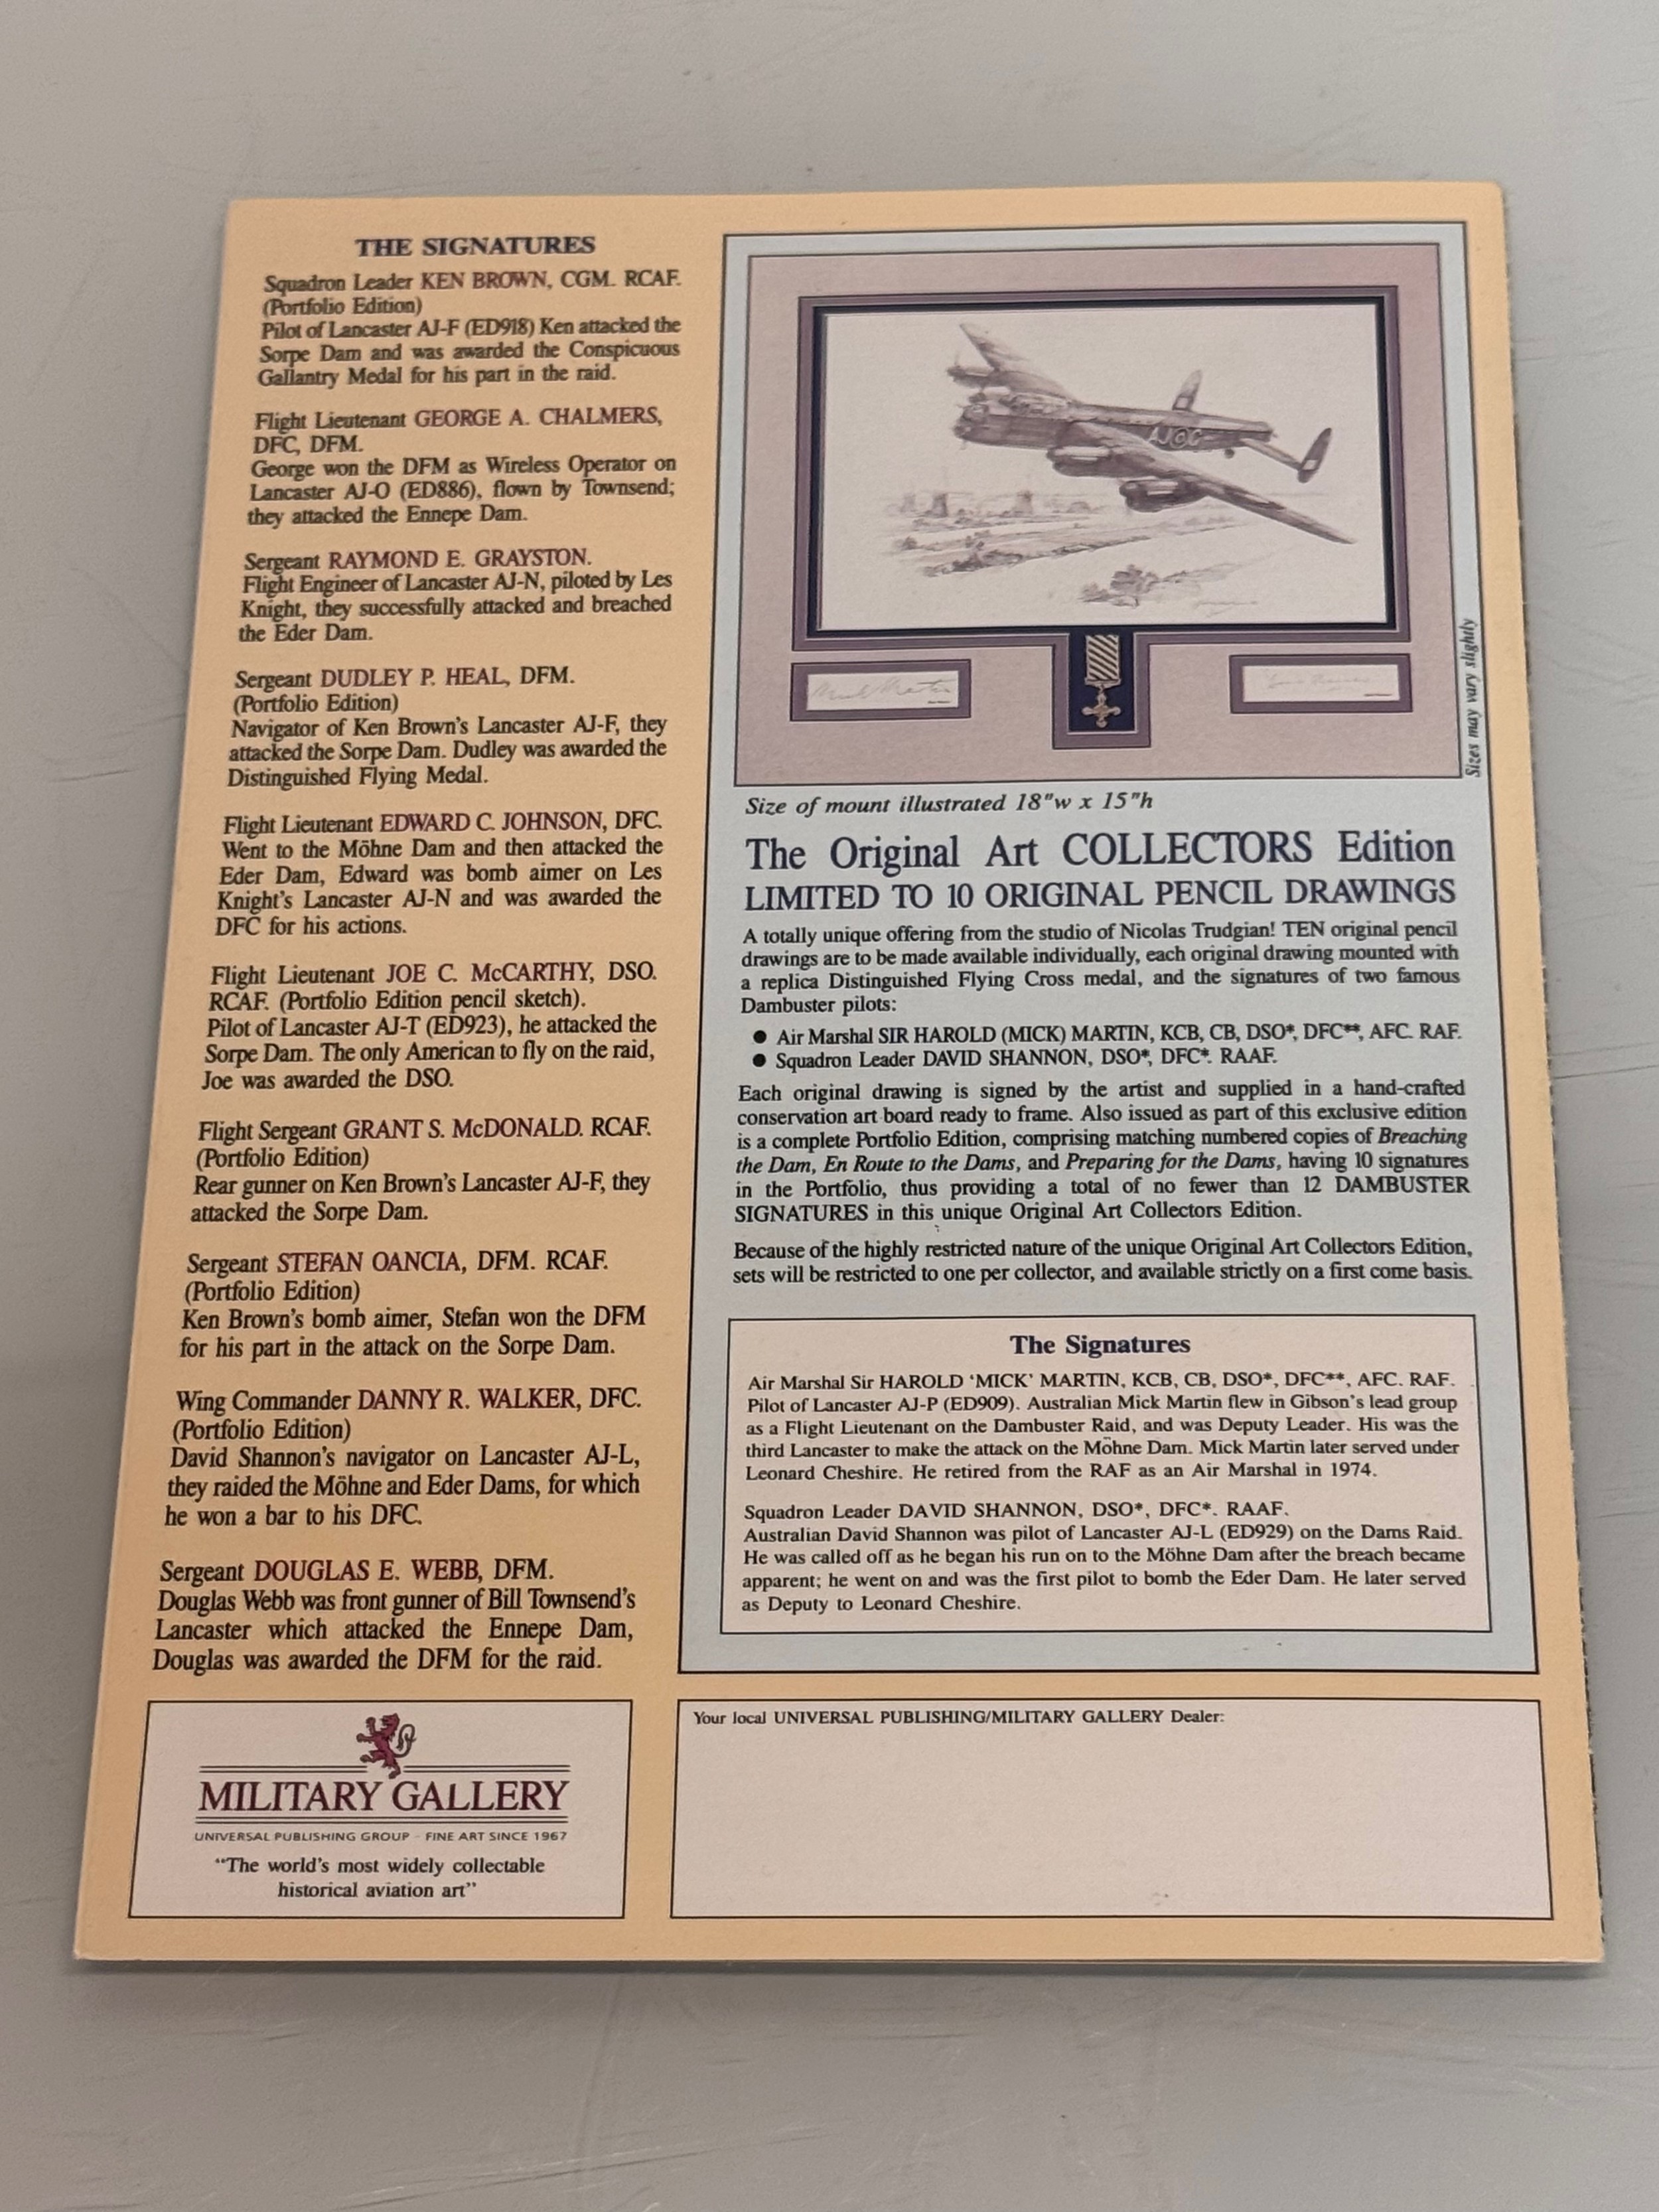 THE SIGNATURES
Squadron Leader KEN BROWN, CGM. RCAF.
(Portfolio Edition)
Pilot of Lancaster AJ-F (ED918) Ken attacked the
Sorpe Dam and was awarded the Conspicuous
Gallantry Medal for his part in the raid.
Flight Lieutenant GEORGE A. CHALMERS,
DFC, DFM.
George won the DFM as Wireless Operator on
Lancaster AJ-O (ED886), flown by Townsend;
they attacked the Ennepe Dam.
Sergeant RAYMOND E. GRAYSTON.
Flight Engineer of Lancaster AJ-N, piloted by Les
Knight, they successfully attacked and breached
the Eder Dam.
Sergeant DUDLEY P. HEAL, DFM.
(Portfolio Edition)
Navigator of Ken Brown's Lancaster AJ-F, they
attacked the Sorpe Dam. Dudley was awarded the
Distinguished Flying Medal.
Flight Lieutenant EDWARD C. JOHNSON, DFC.
Went to the Möhne Dam and then attacked the
Eder Dam, Edward was bomb aimer on Les
Knight's Lancaster AJ-N and was awarded the
DFC for his actions.
Flight Lieutenant JOE C. McCARTHY, DSO.
RCAF. (Portfolio Edition pencil sketch).
Pilot of Lancaster AJ-T (ED923), he attacked the
Sorpe Dam. The only American to fly on the raid,
Joe was awarded the DSO.
Flight Sergeant GRANT S. McDONALD. RCAF.
(Portfolio Edition)
Rear gunner on Ken Brown's Lancaster AJ-F, they
attacked the Sorpe Dam.
Sergeant STEFAN OANCIA, DFM. RCAF.
(Portfolio Edition)
Ken Brown's bomb aimer, Stefan won the DFM
for his part in the attack on the Sorpe Dam.
Wing Commander DANNY R. WALKER, DFC.
(Portfolio Edition)
David Shannon's navigator on Lancaster AJ-L,
they raided the Möhne and Eder Dams, for which
he won a bar to his DFC.
Sergeant DOUGLAS E. WEBB, DFM.
Douglas Webb was front gunner of Bill Townsend's
Lancaster which attacked the Ennepe Dam,
Douglas was awarded the DFM for the raid.
MILITARY GALLERY
UNIVERSAL PUBLISHING GROUP · FINE ART SINCE 1967
"The world's most widely collectable
historical aviation art"
AJ G
Sizes may vary slightly
Size of mount illustrated 18"w x 15"h
The Original Art COLLECTORS Edition
LIMITED TO 10 ORIGINAL PENCIL DRAWINGS
A totally unique offering from the studio of Nicolas Trudgian! TEN original pencil
drawings are to be made available individually, each original drawing mounted with
a replica Distinguished Flying Cross medal, and the signatures of two famous
Dambuster pilots:
● Air Marshal SIR HAROLD (MICK) MARTIN, KCB, CB, DSO*, DFC**, AFC. RAF.
● Squadron Leader DAVID SHANNON, DSO*, DFC*. RAAF.
Each original drawing is signed by the artist and supplied in a hand-crafted
conservation art board ready to frame. Also issued as part of this exclusive edition
is a complete Portfolio Edition, comprising matching numbered copies of Breaching
the Dam, En Route to the Dams, and Preparing for the Dams, having 10 signatures
in the Portfolio, thus providing a total of no fewer than 12 DAMBUSTER
SIGNATURES in this unique Original Art Collectors Edition.
Because of the highly restricted nature of the unique Original Art Collectors Edition,
sets will be restricted to one per collector, and available strictly on a first come basis.
The Signatures
Air Marshal Sir HAROLD 'MICK' MARTIN, KCB, CB, DSO*, DFC**, AFC. RAF.
Pilot of Lancaster AJ-P (ED909). Australian Mick Martin flew in Gibson's lead group
as a Flight Lieutenant on the Dambuster Raid, and was Deputy Leader. His was the
third Lancaster to make the attack on the Möhne Dam. Mick Martin later served under
Leonard Cheshire. He retired from the RAF as an Air Marshal in 1974.
Squadron Leader DAVID SHANNON, DSO*, DFC*. RAAF.
Australian David Shannon was pilot of Lancaster AJ-L (ED929) on the Dams Raid.
He was called off as he began his run on to the Möhne Dam after the breach became
apparent; he went on and was the first pilot to bomb the Eder Dam. He later served
as Deputy to Leonard Cheshire.
Your local UNIVERSAL PUBLISHING/MILITARY GALLERY Dealer: